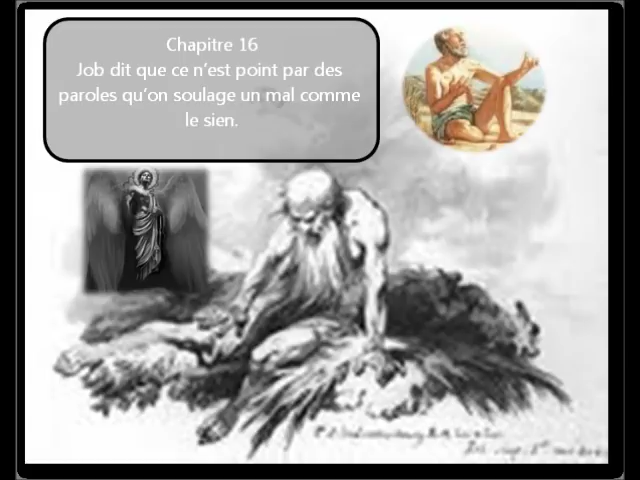 Chapitre 16
Job dit que ce n'est point par des
paroles qu'on soulage un mal comme
le sien.